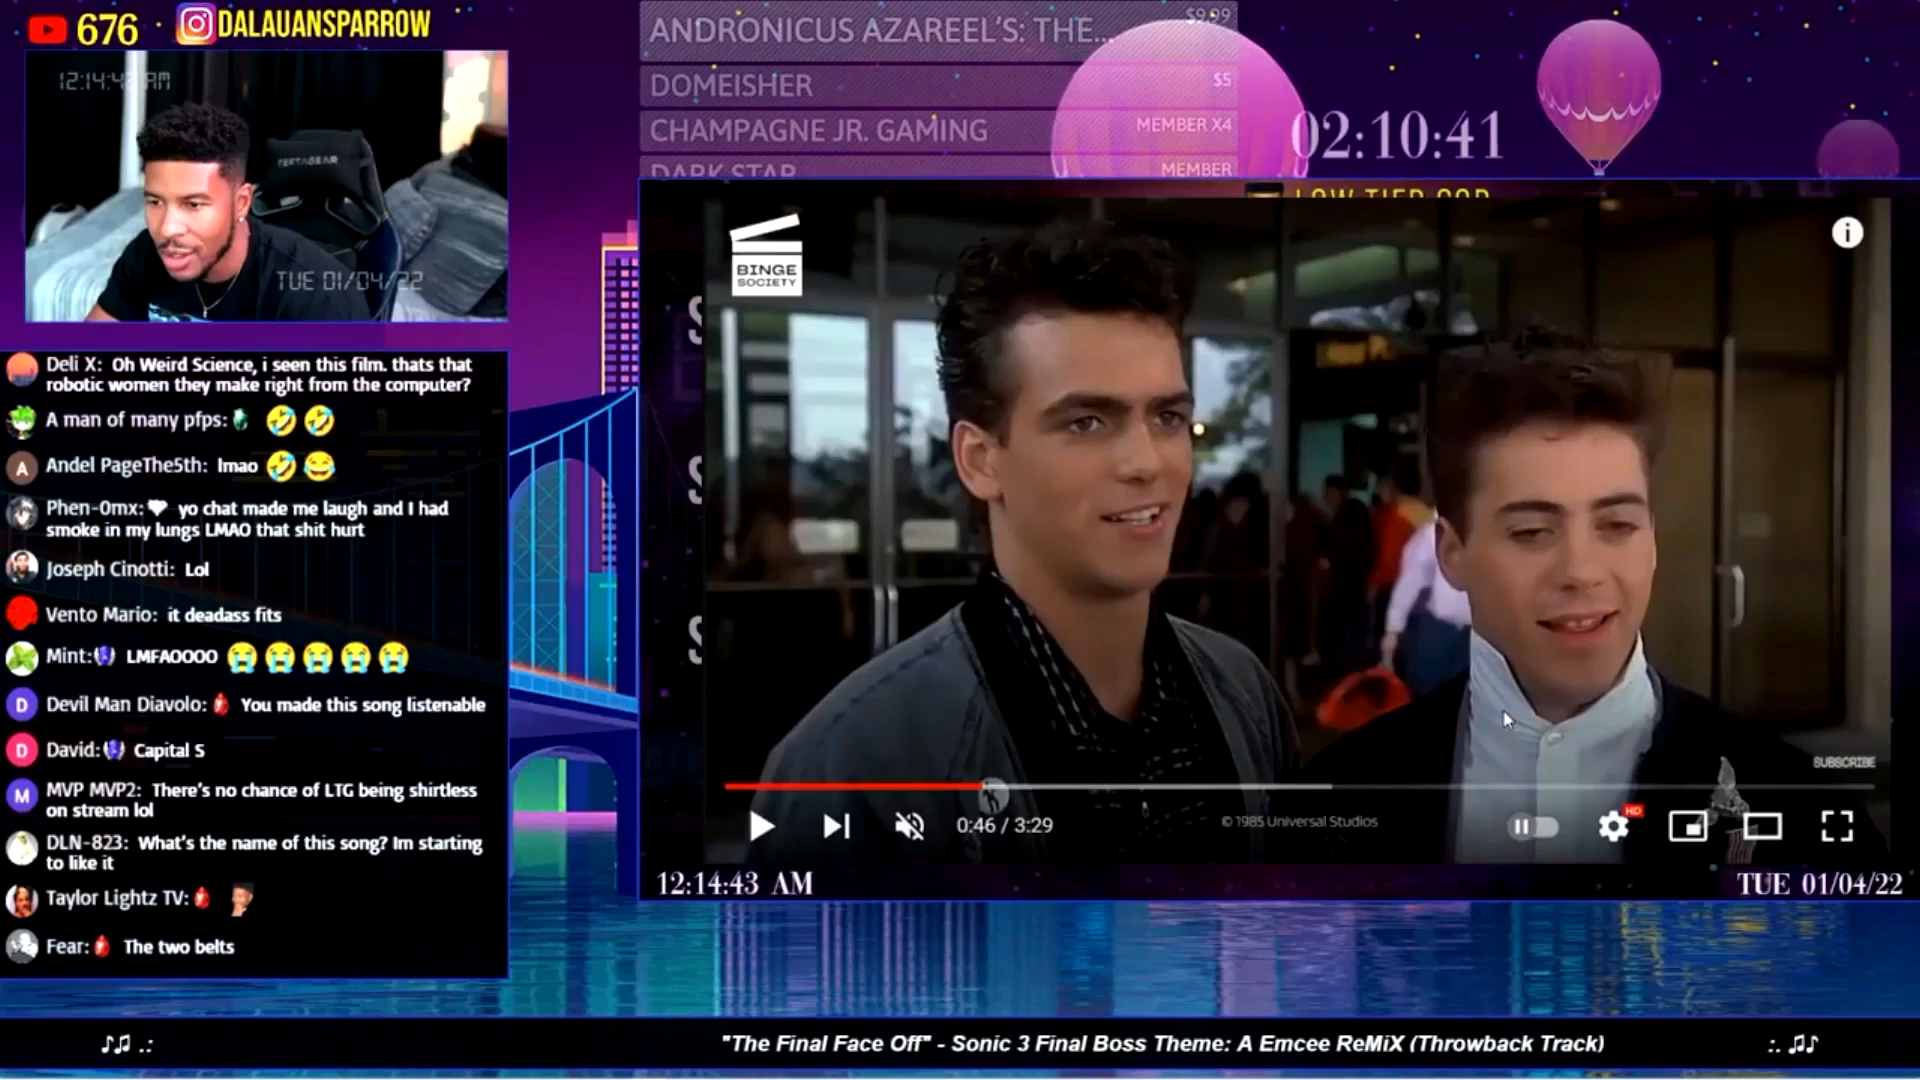 676 · DALAUANSPARROW
TUE 01/04/22
Deli X: Oh Weird Science, i seen this film. thats that
robotic women they make right from the computer?
A man of many pfps:
Andel PageThe5th: lmao
Phen-0mx: yo chat made me laugh and I had
smoke in my lungs LMAO that shit hurt
Joseph Cinotti: Lol
Vento Mario: it deadass fits
Mint: LMFAOOOO
Devil Man Diavolo: You made this song listenable
David: Capital S
MVP MVP2: There's no chance of LTG being shirtless
on stream lol
DLN-823: What's the name of this song? Im starting
to like it
Taylor Lightz TV:
Fear: The two belts
ANDRONICUS AZAREEL'S: THE... $9.99
DOMEISHER $5
CHAMPAGNE JR. GAMING MEMBER X4
DARK STAR MEMBER
02:10:41
LOW TIER GOD
BINGE
SOCIETY
SUBSCRIBE
0:46 / 3:29
© 1985 Universal Studios
HD
12:14:43 AM
TUE 01/04/22
"The Final Face Off" - Sonic 3 Final Boss Theme: A Emcee ReMiX (Throwback Track)